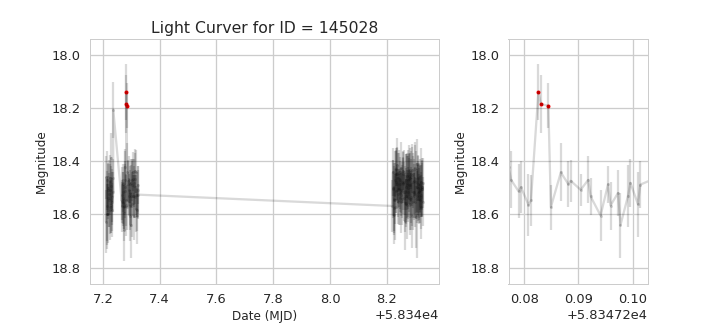 Light Curver for ID = 145028
Magnitude
18.0
18.2
18.4
18.6
18.8
7.2 7.4 7.6 7.8 8.0 8.2
Date (MJD)
+5.834e4
Magnitude
18.0
18.2
18.4
18.6
18.8
0.08 0.09 0.10
+5.83472e4